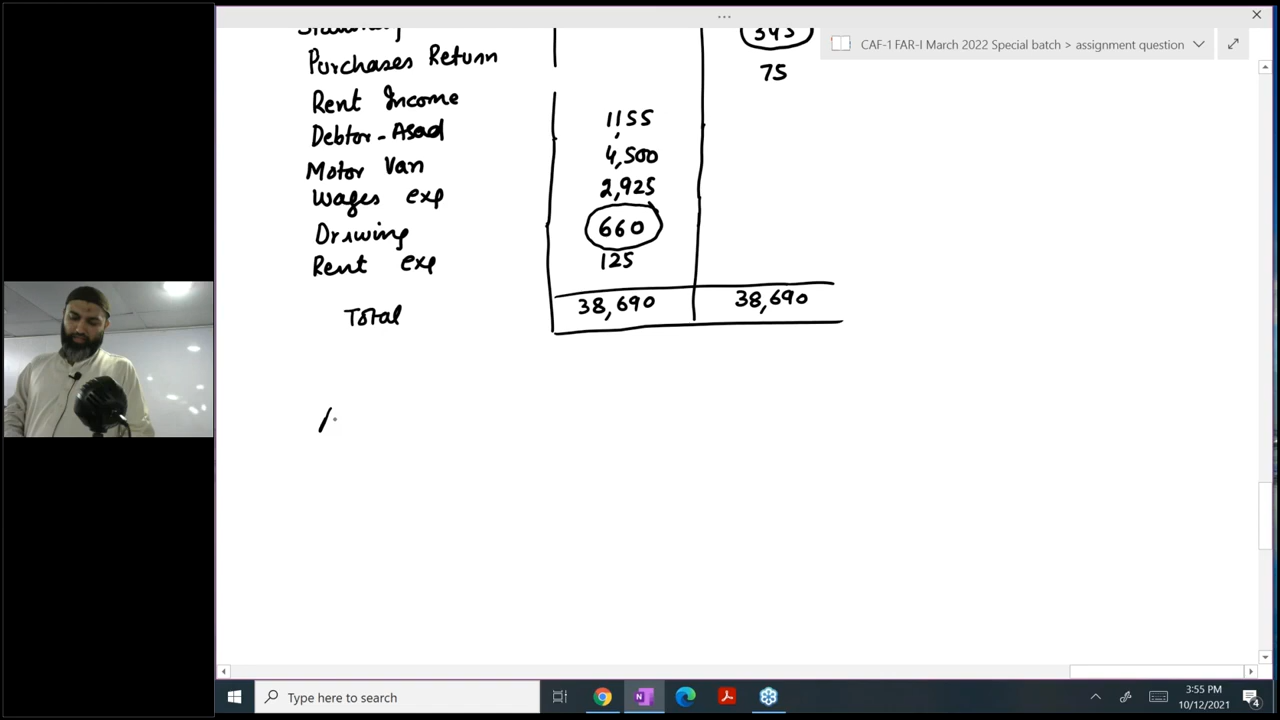 CAF-1 FAR-I March 2022 Special batch > assignment question
345
Purchases Return
75
Rent Income
Debtor - Asad 1155
Motor Van 4,500
Wages exp 2,925
Drawing 660
Rent exp 125
Total 38,690 38,690
Type here to search
3:55 PM
10/12/2021
4